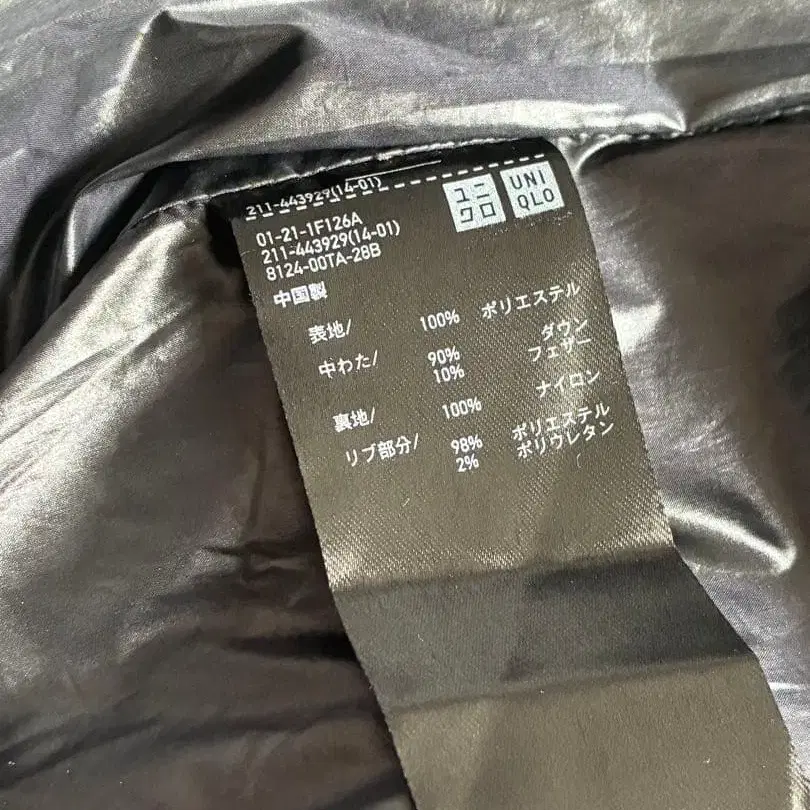 211-443929(14-01)
ユニクロ
UNIQLO
01-21-1F126A
211-443929(14-01)
8124-00TA-28B
中国製
表地/ 100% ポリエステル
中わた/ 90% ダウン
10% フェザー
裏地/ 100% ナイロン
リブ部分/ 98% ポリエステル
2% ポリウレタン